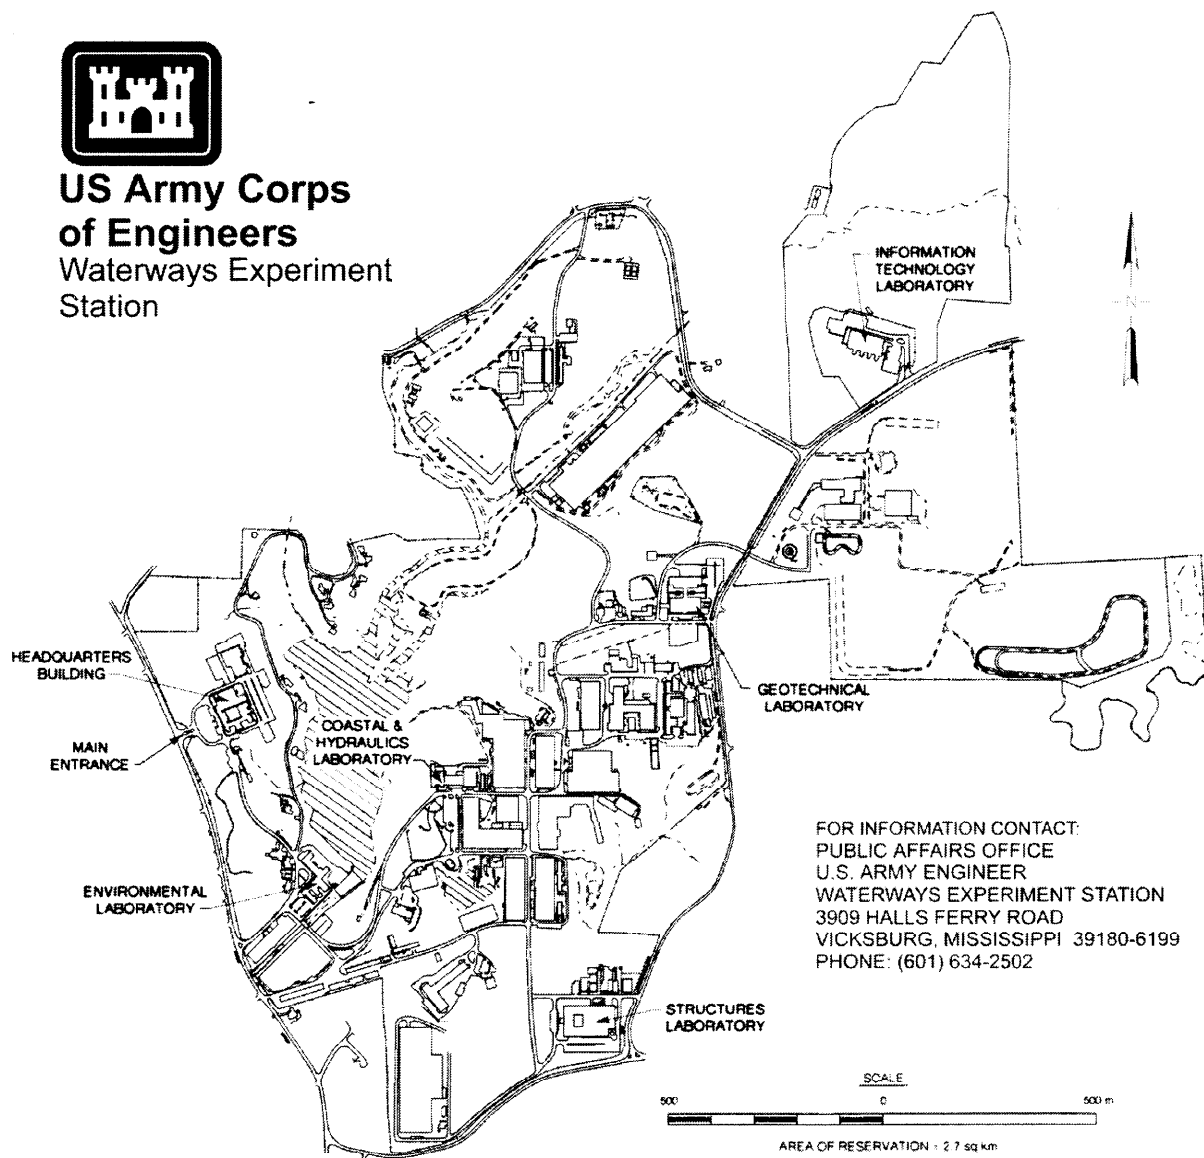 US Army Corps
of Engineers
Waterways Experiment
Station
INFORMATION
TECHNOLOGY
LABORATORY
N
HEADQUARTERS
BUILDING
MAIN
ENTRANCE
COASTAL &
HYDRAULICS
LABORATORY
GEOTECHNICAL
LABORATORY
ENVIRONMENTAL
LABORATORY
STRUCTURES
LABORATORY
FOR INFORMATION CONTACT:
PUBLIC AFFAIRS OFFICE
U.S. ARMY ENGINEER
WATERWAYS EXPERIMENT STATION
3909 HALLS FERRY ROAD
VICKSBURG, MISSISSIPPI 39180-6199
PHONE: (601) 634-2502
SCALE
500 0 500 m
AREA OF RESERVATION = 2.7 sq km